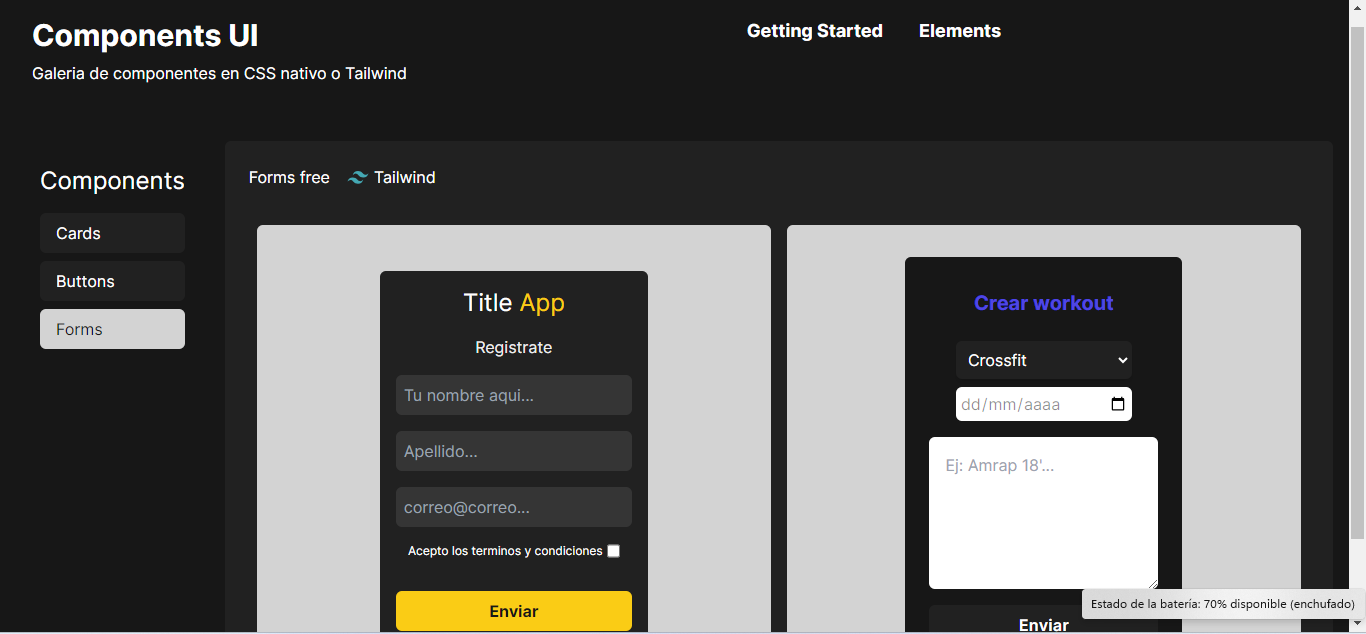 Components UI
Getting Started
Elements
Galeria de componentes en CSS nativo o Tailwind
Components
Cards
Buttons
Forms
Forms free
Tailwind
Title App
Registrate
Tu nombre aqui...
Apellido...
correo@correo...
Acepto los terminos y condiciones
Enviar
Crear workout
Crossfit
dd/mm/aaaa
Ej: Amrap 18'...
Enviar
Estado de la batería: 70% disponible (enchufado)